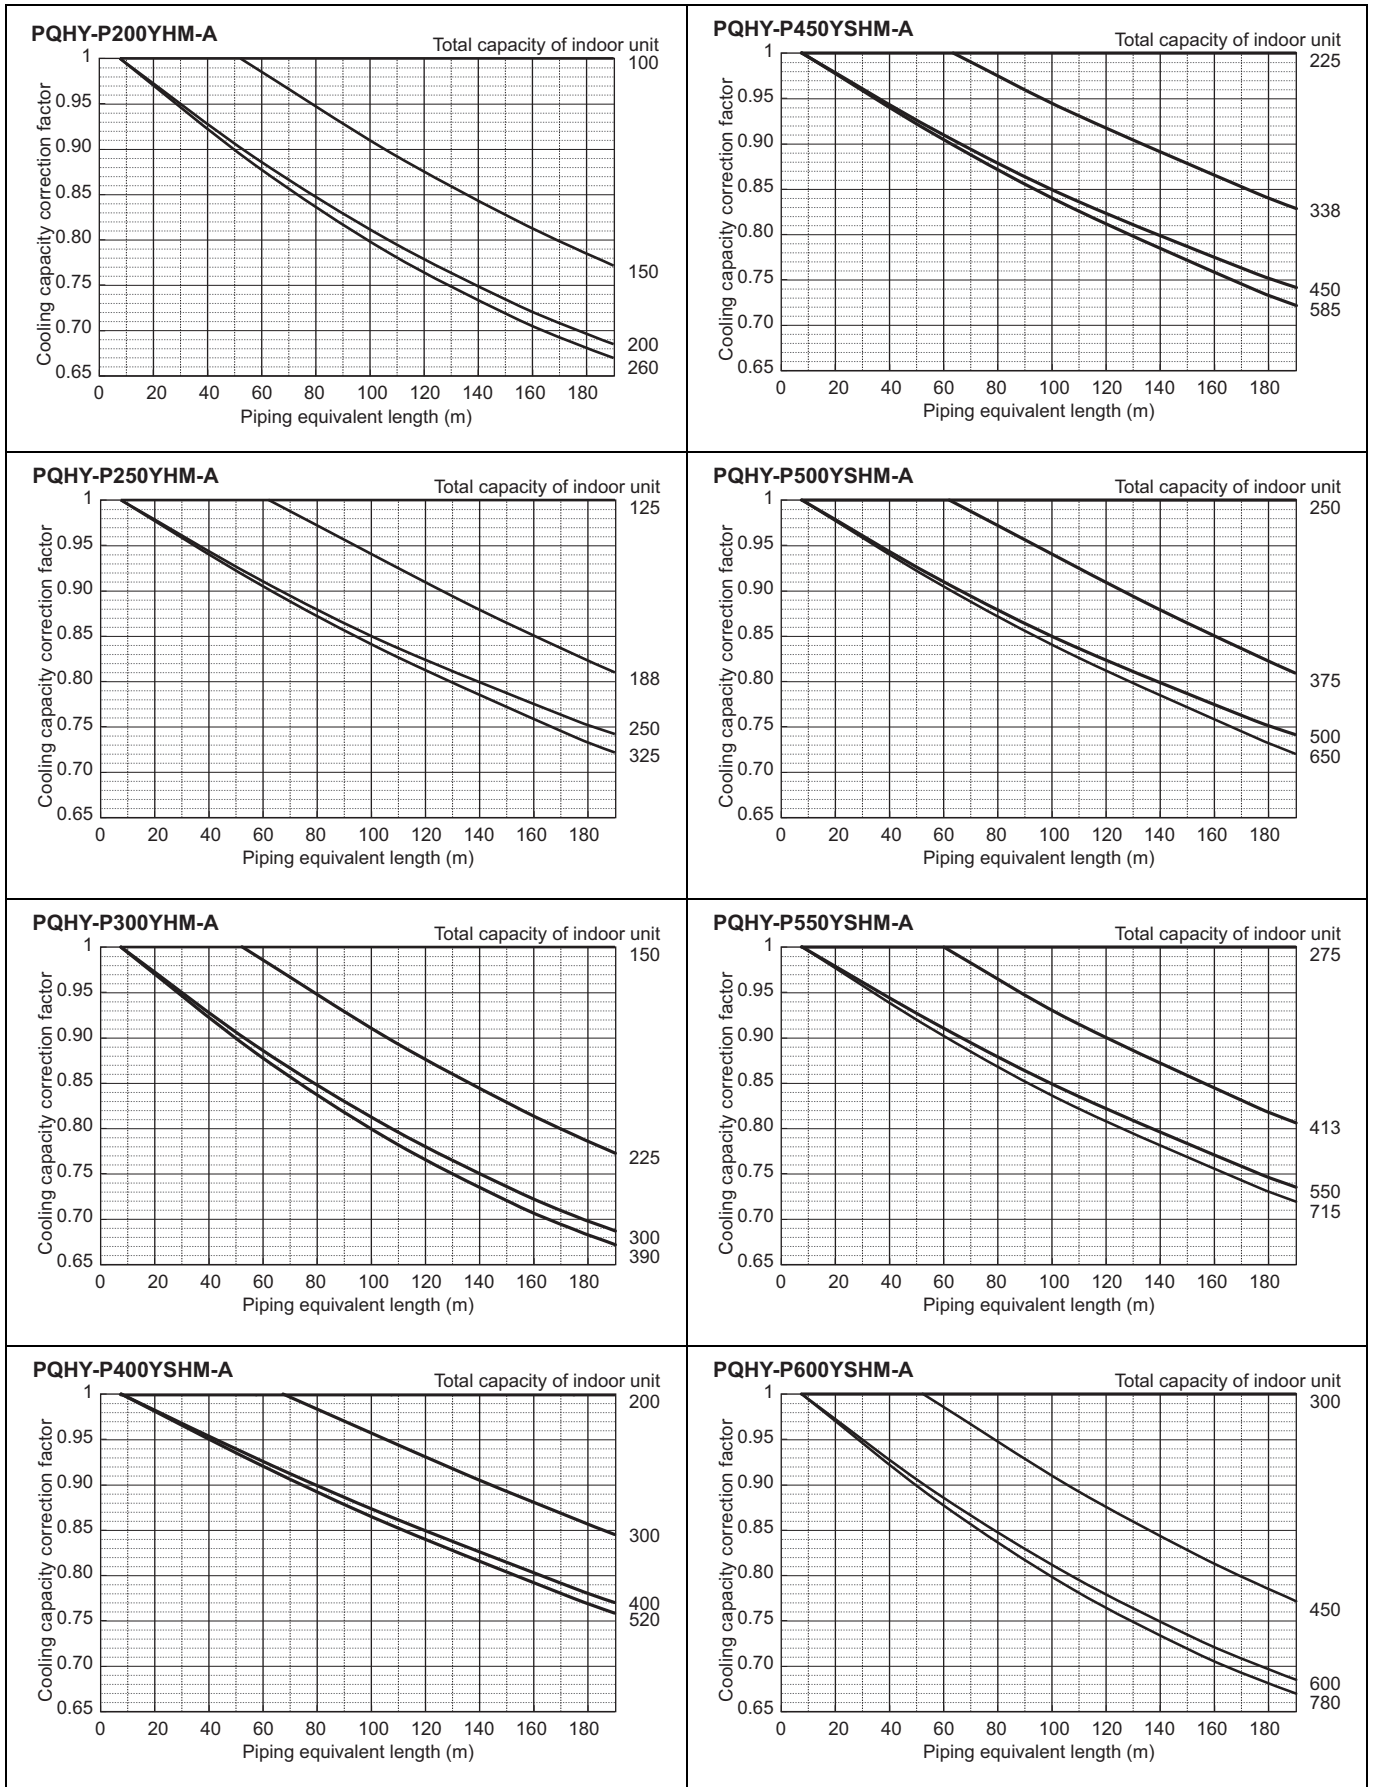 PQHY-P200YHM-A
Total capacity of indoor unit
Cooling capacity correction factor
1
0.95
0.90
0.85
0.80
0.75
0.70
0.65
100
150
200
260
0 20 40 60 80 100 120 140 160 180
Piping equivalent length (m)
PQHY-P450YSHM-A
Total capacity of indoor unit
Cooling capacity correction factor
1
0.95
0.90
0.85
0.80
0.75
0.70
0.65
225
338
450
585
0 20 40 60 80 100 120 140 160 180
Piping equivalent length (m)
PQHY-P250YHM-A
Total capacity of indoor unit
Cooling capacity correction factor
1
0.95
0.90
0.85
0.80
0.75
0.70
0.65
125
188
250
325
0 20 40 60 80 100 120 140 160 180
Piping equivalent length (m)
PQHY-P500YSHM-A
Total capacity of indoor unit
Cooling capacity correction factor
1
0.95
0.90
0.85
0.80
0.75
0.70
0.65
250
375
500
650
0 20 40 60 80 100 120 140 160 180
Piping equivalent length (m)
PQHY-P300YHM-A
Total capacity of indoor unit
Cooling capacity correction factor
1
0.95
0.90
0.85
0.80
0.75
0.70
0.65
150
225
300
390
0 20 40 60 80 100 120 140 160 180
Piping equivalent length (m)
PQHY-P550YSHM-A
Total capacity of indoor unit
Cooling capacity correction factor
1
0.95
0.90
0.85
0.80
0.75
0.70
0.65
275
413
550
715
0 20 40 60 80 100 120 140 160 180
Piping equivalent length (m)
PQHY-P400YSHM-A
Total capacity of indoor unit
Cooling capacity correction factor
1
0.95
0.90
0.85
0.80
0.75
0.70
0.65
200
300
400
520
0 20 40 60 80 100 120 140 160 180
Piping equivalent length (m)
PQHY-P600YSHM-A
Total capacity of indoor unit
Cooling capacity correction factor
1
0.95
0.90
0.85
0.80
0.75
0.70
0.65
300
450
600
780
0 20 40 60 80 100 120 140 160 180
Piping equivalent length (m)